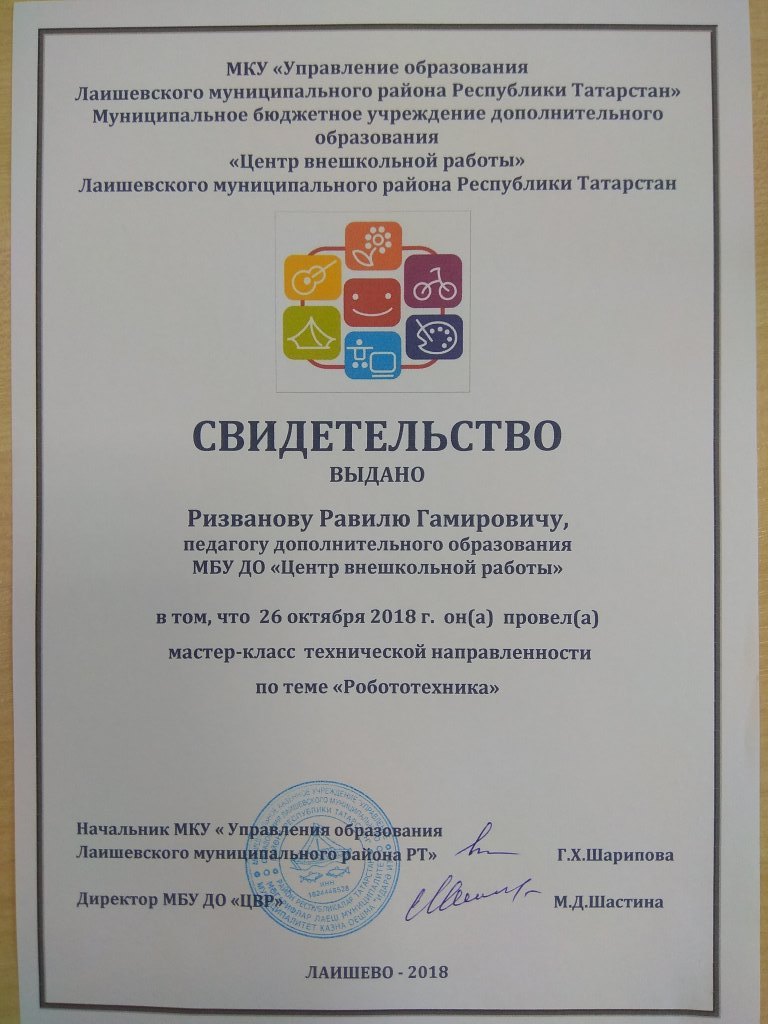 МКУ «Управление образования
Лаишевского муниципального района Республики Татарстан»
Муниципальное бюджетное учреждение дополнительного
образования
«Центр внешкольной работы»
Лаишевского муниципального района Республики Татарстан
СВИДЕТЕЛЬСТВО
ВЫДАНО
Ризванову Равилю Гамировичу,
педагогу дополнительного образования
МБУ ДО «Центр внешкольной работы»
в том, что 26 октября 2018 г. он(а) провел(а)
мастер-класс технической направленности
по теме «Робототехника»
Начальник МКУ « Управления образования
Лаишевского муниципального района РТ» Г.Х.Шарипова
Директор МБУ ДО «ЦВР» М.Д.Шастина
ЛАИШЕВО - 2018